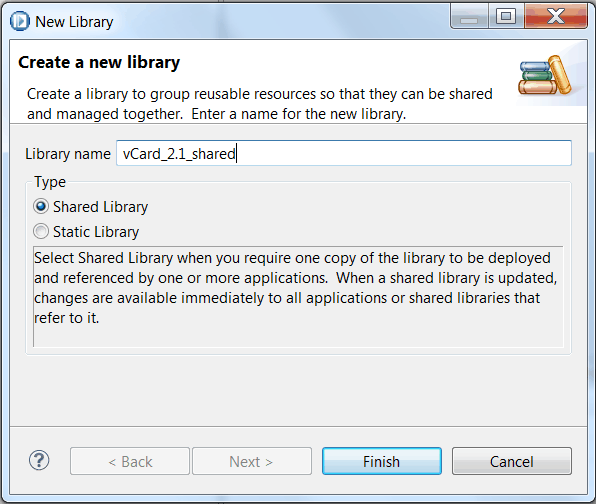 New Library
Create a new library
Create a library to group reusable resources so that they can be shared
and managed together.  Enter a name for the new library.
Library name vCard_2.1_shared
Type
Shared Library
Static Library
Select Shared Library when you require one copy of the library to be deployed
and referenced by one or more applications.  When a shared library is updated,
changes are available immediately to all applications or shared libraries that
refer to it.
? < Back Next > Finish Cancel